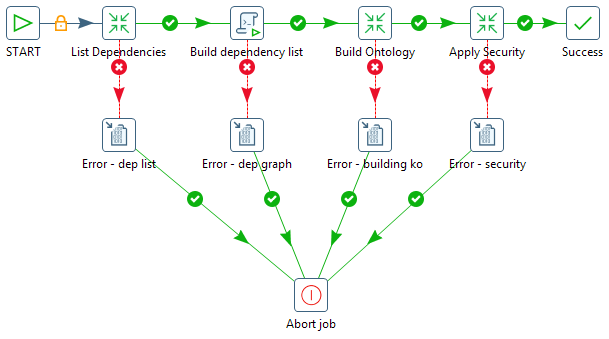 START
List Dependencies
Build dependency list
Build Ontology
Apply Security
Success
Error - dep list
Error - dep graph
Error - building ko
Error - security
Abort job